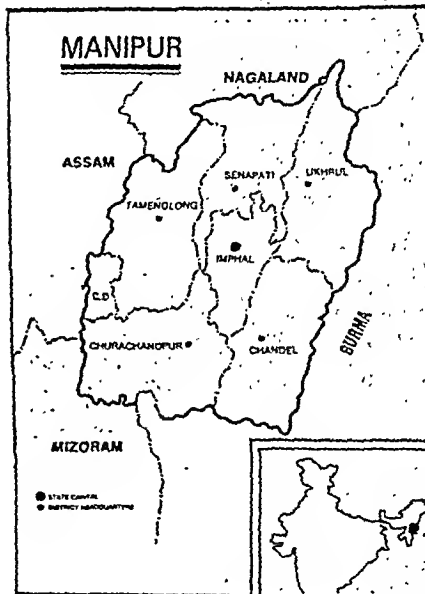 MANIPUR
NAGALAND
ASSAM
SENAPATI
UKHRUL
TAMENGLONG
IMPHAL
C.D
BURMA
CHURACHANDPUR
CHANDEL
MIZORAM
STATE CAPITAL
DISTRICT HEADQUARTERS